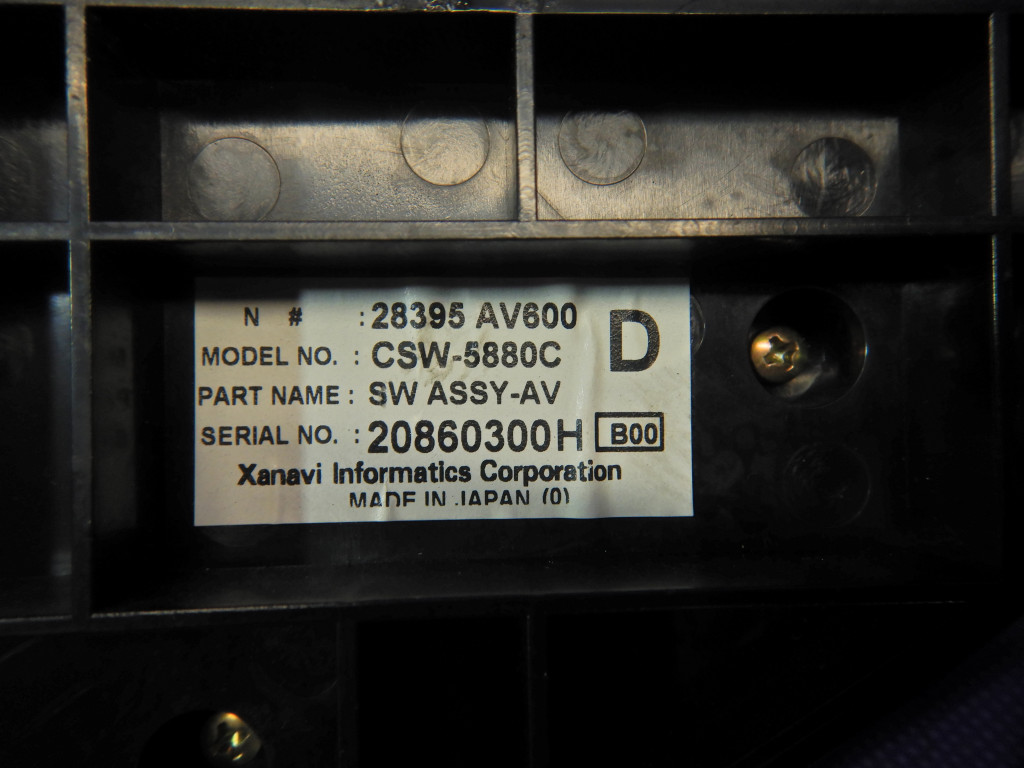 N # : 28395 AV600
D
MODEL NO. : CSW-5880C
PART NAME : SW ASSY-AV
SERIAL NO. : 20860300H B00
Xanavi Informatics Corporation
MADE IN JAPAN (0)